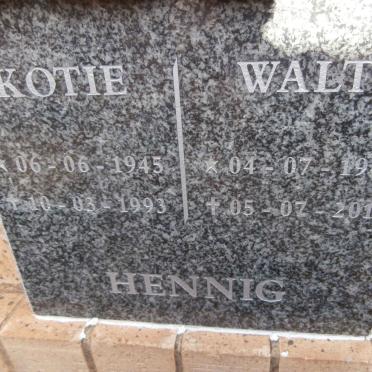 KOTIE WALT
* 06 - 06 - 1945 * 04 - 07 - 19
† 10 - 03 - 1993 † 05 - 07 - 201
HENNIG